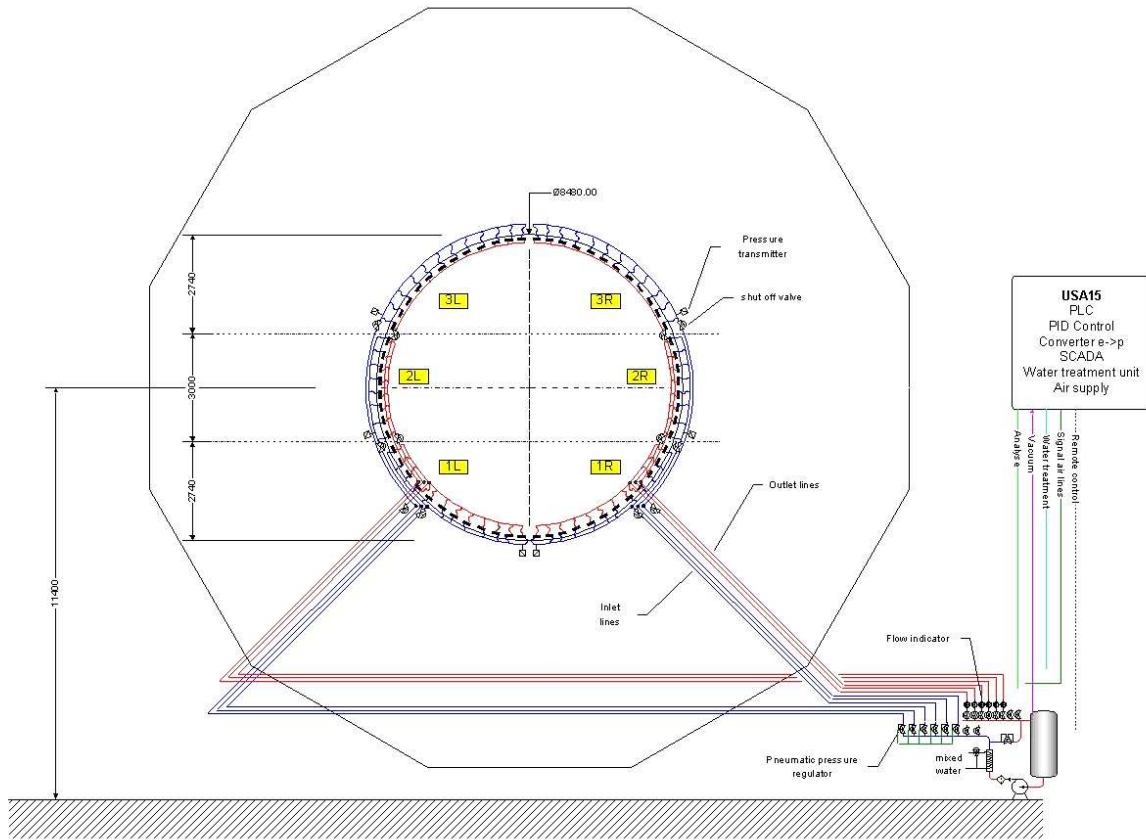 Ø8480.00
Pressure
transmitter
shut off valve
2740
3000
2740
11400
3L
3R
2L
2R
1L
1R
USA15
PLC
PID Control
Converter e->p
SCADA
Water treatment unit
Air supply
Analyse
Vacuum
Water treatment
Signal air lines
Remote control
Outlet lines
Inlet
lines
Flow indicator
Pneumatic pressure
regulator
mixed
water